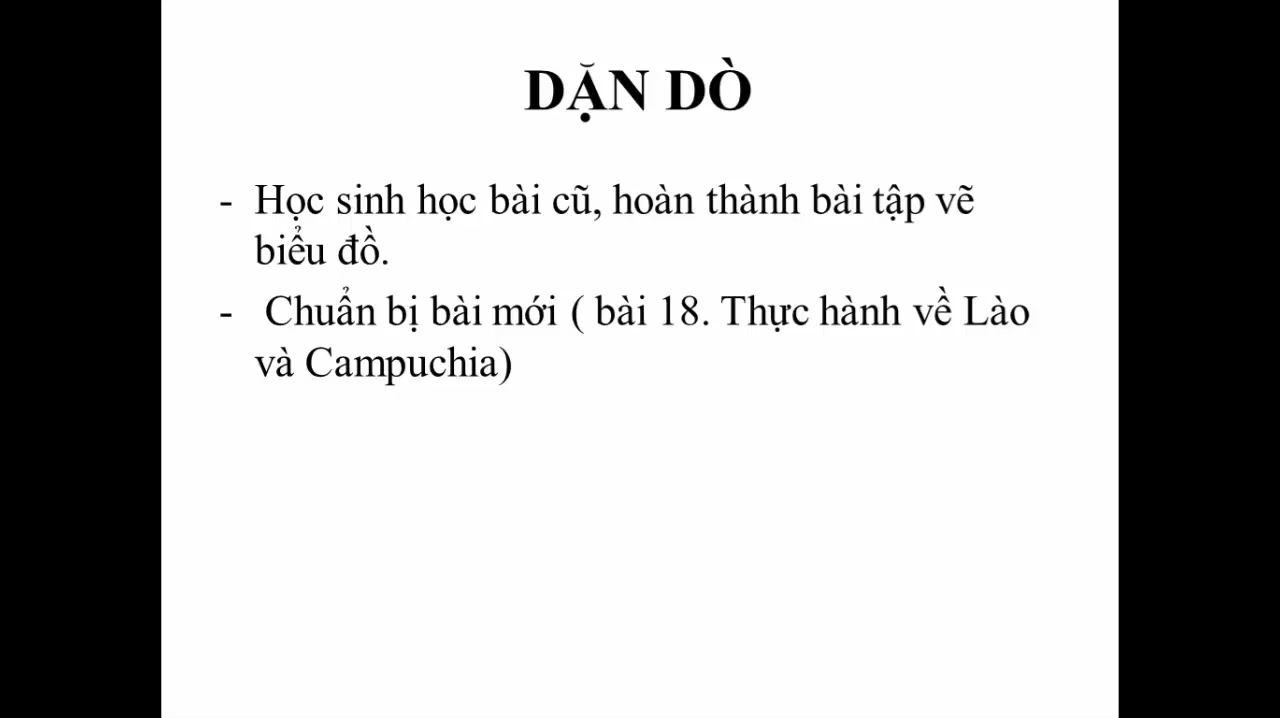 DẶN DÒ
- Học sinh học bài cũ, hoàn thành bài tập vẽ
biểu đồ.
- Chuẩn bị bài mới ( bài 18. Thực hành về Lào
và Campuchia)